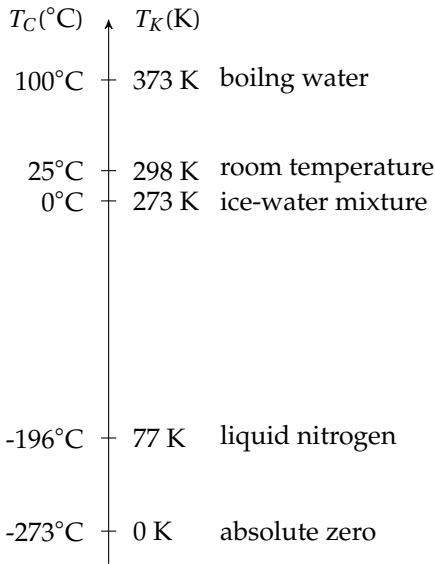 T_C(°C) T_K(K)
100°C 373 K boilng water
25°C 298 K room temperature
0°C 273 K ice-water mixture
-196°C 77 K liquid nitrogen
-273°C 0 K absolute zero